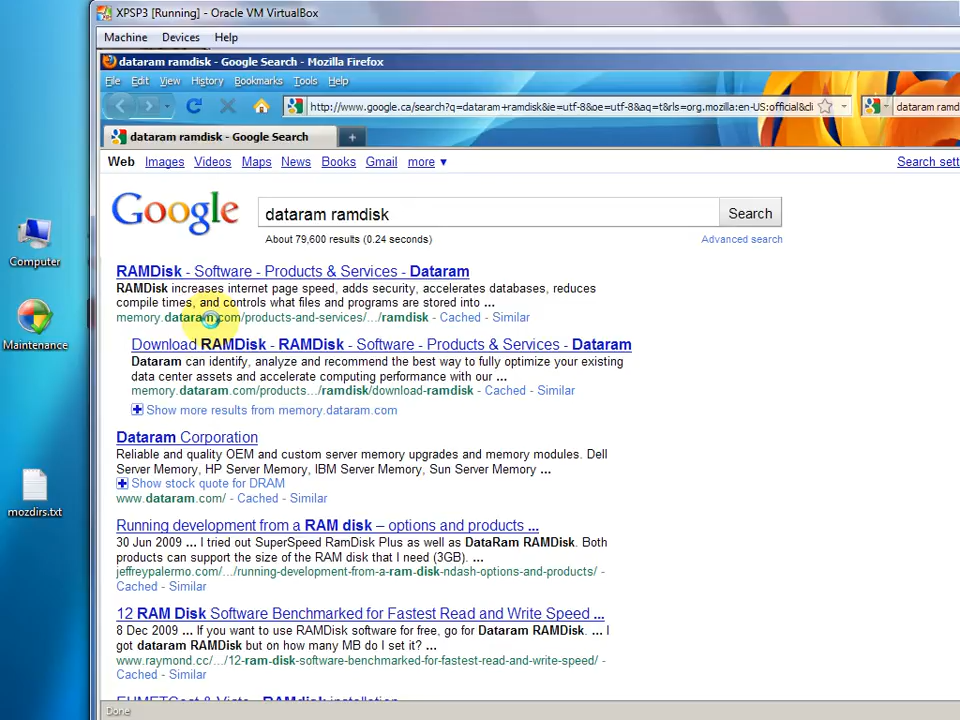 XPSP3 [Running] - Oracle VM VirtualBox
Machine Devices Help
dataram ramdisk - Google Search - Mozilla Firefox
File Edit View History Bookmarks Tools Help
http://www.google.ca/search?q=dataram+ramdisk&ie=utf-8&oe=utf-8&aq=t&rls=org.mozilla:en-US:official&cli
dataram ramd
dataram ramdisk - Google Search
Web Images Videos Maps News Books Gmail more ▼
Search sett
Google
dataram ramdisk
Search
About 79,600 results (0.24 seconds)
Advanced search
RAMDisk - Software - Products & Services - Dataram
RAMDisk increases internet page speed, adds security, accelerates databases, reduces
compile times, and controls what files and programs are stored into ...
memory.dataram.com/products-and-services/.../ramdisk - Cached - Similar
Download RAMDisk - RAMDisk - Software - Products & Services - Dataram
Dataram can identify, analyze and recommend the best way to fully optimize your existing
data center assets and accelerate computing performance with our ...
memory.dataram.com/products.../ramdisk/download-ramdisk - Cached - Similar
Show more results from memory.dataram.com
Dataram Corporation
Reliable and quality OEM and custom server memory upgrades and memory modules. Dell
Server Memory, HP Server Memory, IBM Server Memory, Sun Server Memory ...
Show stock quote for DRAM
www.dataram.com/ - Cached - Similar
Running development from a RAM disk – options and products ...
30 Jun 2009 ... I tried out SuperSpeed RamDisk Plus as well as DataRam RAMDisk. Both
products can support the size of the RAM disk that I need (3GB). ...
jeffreypalermo.com/.../running-development-from-a-ram-disk-ndash-options-and-products/ -
Cached - Similar
12 RAM Disk Software Benchmarked for Fastest Read and Write Speed ...
8 Dec 2009 ... If you want to use RAMDisk software for free, go for Dataram RAMDisk. ... I
got dataram RAMDisk but on how many MB do I set it? ...
www.raymond.cc/.../12-ram-disk-software-benchmarked-for-fastest-read-and-write-speed/ -
Cached - Similar
Done
Computer
Maintenance
mozdirs.txt